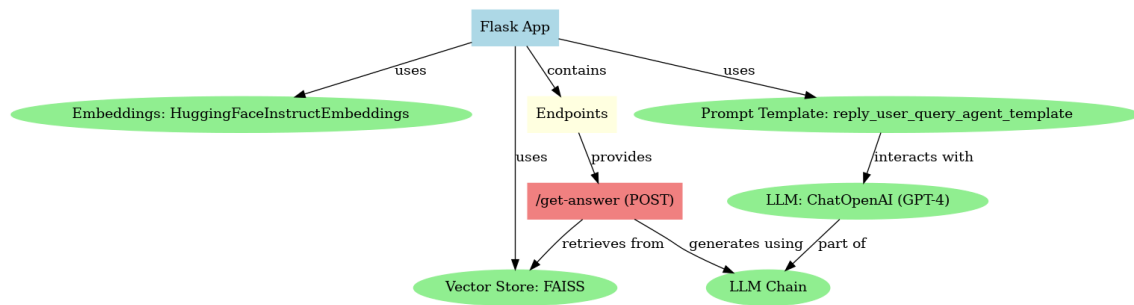 Flask App
uses
contains
uses
Embeddings: HuggingFaceInstructEmbeddings
Endpoints
Prompt Template: reply_user_query_agent_template
uses
provides
interacts with
/get-answer (POST)
LLM: ChatOpenAI (GPT-4)
retrieves from
generates using
part of
Vector Store: FAISS
LLM Chain